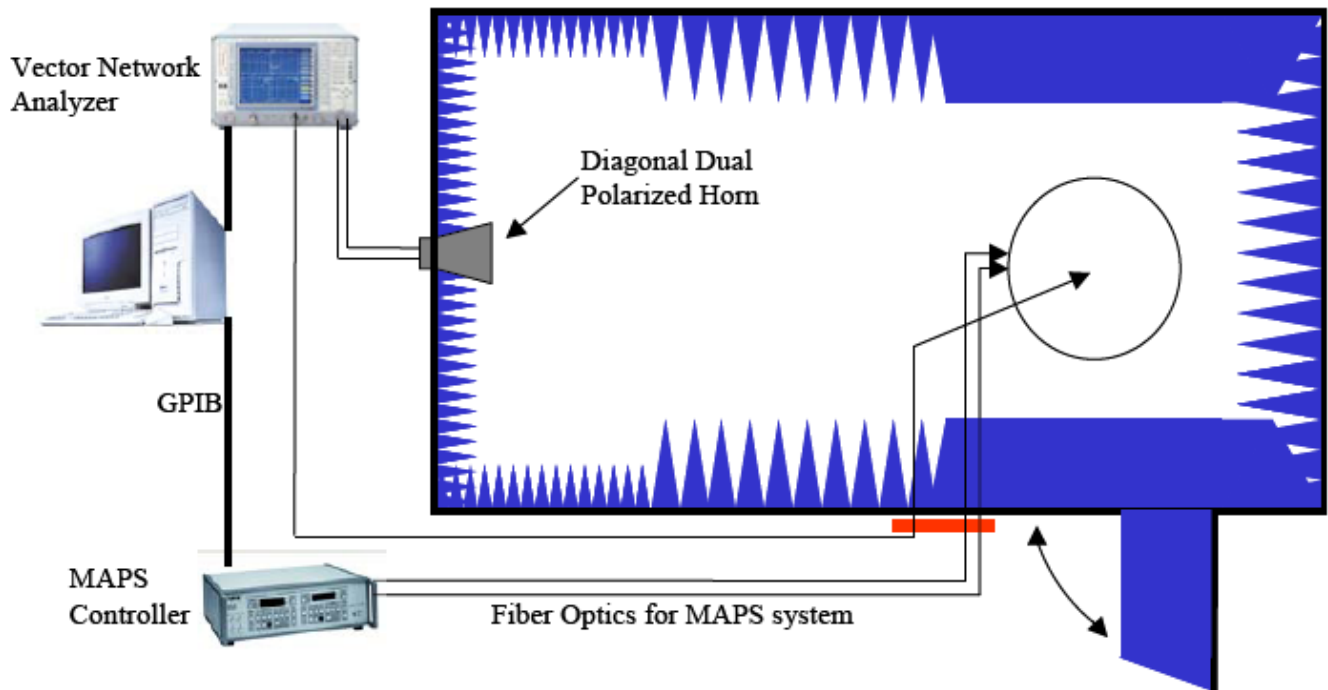 Vector Network
Analyzer
Diagonal Dual
Polarized Horn
GPIB
MAPS
Controller
Fiber Optics for MAPS system